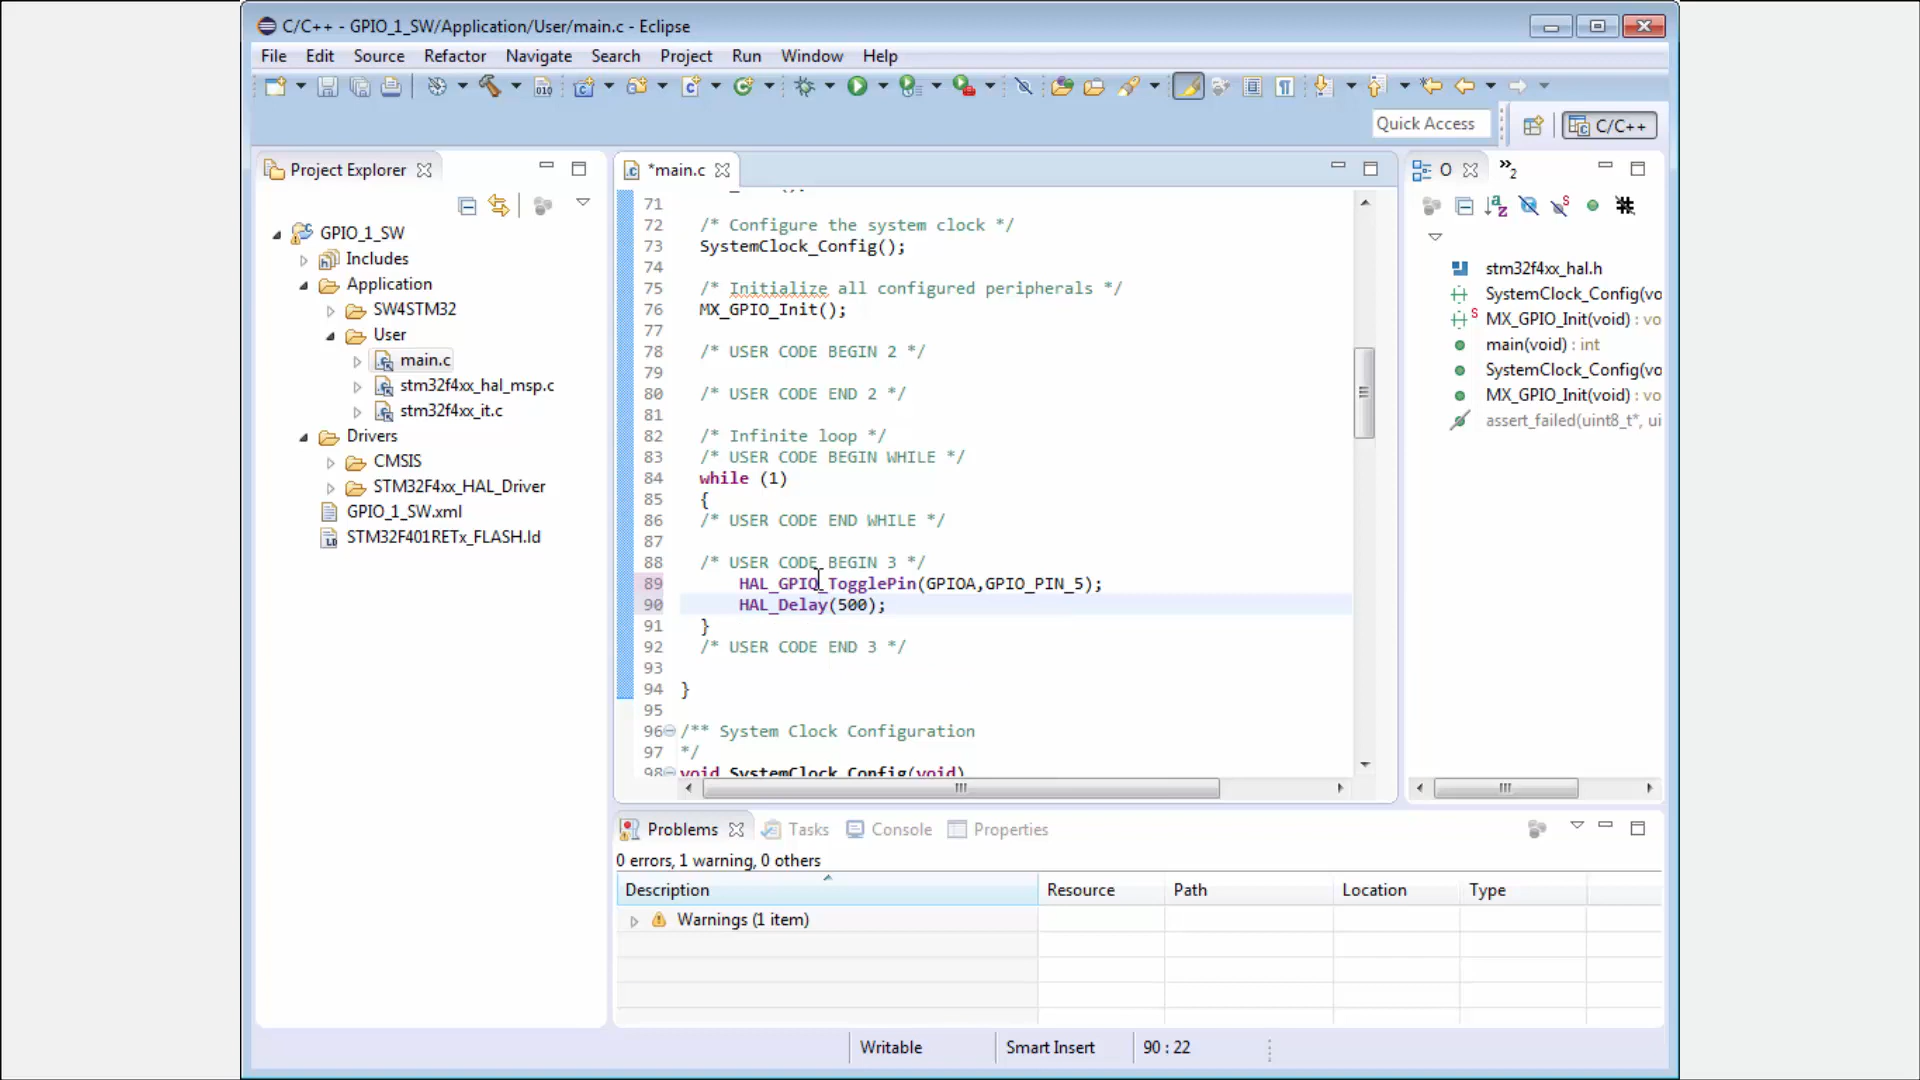 C/C++ - GPIO_1_SW/Application/User/main.c - Eclipse
File Edit Source Refactor Navigate Search Project Run Window Help
Quick Access
C/C++
Project Explorer
GPIO_1_SW
Includes
Application
SW4STM32
User
main.c
stm32f4xx_hal_msp.c
stm32f4xx_it.c
Drivers
CMSIS
STM32F4xx_HAL_Driver
GPIO_1_SW.xml
STM32F401RETx_FLASH.ld
*main.c
71
72 /* Configure the system clock */
73 SystemClock_Config();
74
75 /* Initialize all configured peripherals */
76 MX_GPIO_Init();
77
78 /* USER CODE BEGIN 2 */
79
80 /* USER CODE END 2 */
81
82 /* Infinite loop */
83 /* USER CODE BEGIN WHILE */
84 while (1)
85 {
86 /* USER CODE END WHILE */
87
88 /* USER CODE BEGIN 3 */
89 HAL_GPIO_TogglePin(GPIOA,GPIO_PIN_5);
90 HAL_Delay(500);
91 }
92 /* USER CODE END 3 */
93
94 }
95
96 /** System Clock Configuration
97 */
98 void SystemClock_Config(void)
O
2
stm32f4xx_hal.h
SystemClock_Config(vo
MX_GPIO_Init(void) : vo
main(void) : int
SystemClock_Config(vo
MX_GPIO_Init(void) : vo
assert_failed(uint8_t*, ui
Problems Tasks Console Properties
0 errors, 1 warning, 0 others
Description Resource Path Location Type
Warnings (1 item)
Writable Smart Insert 90 : 22